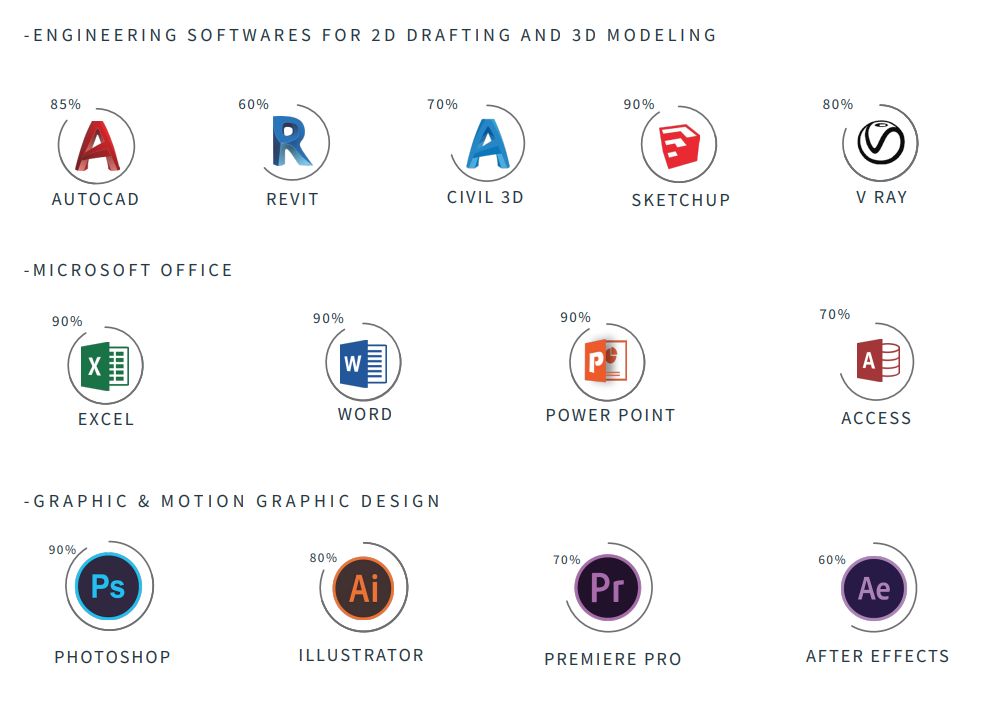 -ENGINEERING SOFTWARES FOR 2D DRAFTING AND 3D MODELING
85% 60% 70% 90% 80%
AUTOCAD REVIT CIVIL 3D SKETCHUP V RAY
-MICROSOFT OFFICE
90% 90% 90% 70%
X W P A
EXCEL WORD POWER POINT ACCESS
-GRAPHIC & MOTION GRAPHIC DESIGN
90% 80% 70% 60%
Ps Ai Pr Ae
PHOTOSHOP ILLUSTRATOR PREMIERE PRO AFTER EFFECTS